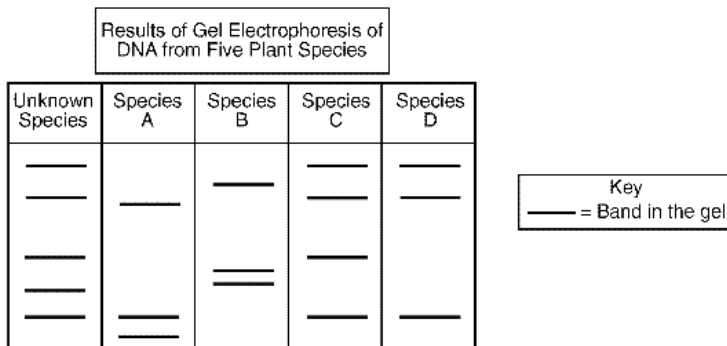 Results of Gel Electrophoresis of
DNA from Five Plant Species
Unknown
Species
Species
A
Species
B
Species
C
Species
D
Key
= Band in the gel